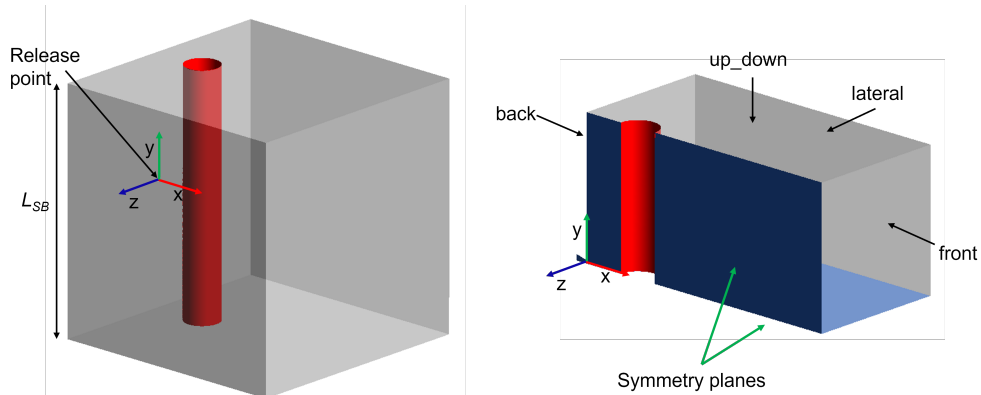 Release
point
y
x
z
L_SB
up_down
lateral
back
y
x
z
front
Symmetry planes